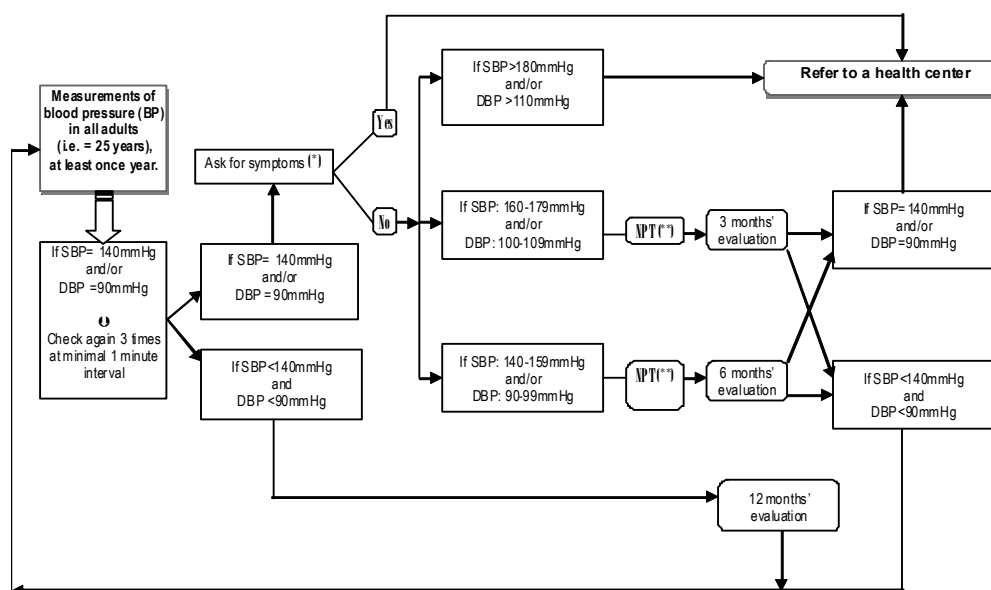 Measurements of
blood pressure (BP)
in all adults
(i.e. = 25 years),
at least once year.
If SBP= 140mmHg
and/or
DBP =90mmHg
Check again 3 times
at minimal 1 minute
interval
Ask for symptoms (*)
If SBP= 140mmHg
and/or
DBP = 90mmHg
If SBP<140mmHg
and
DBP <90mmHg
Yes
No
If SBP>180mmHg
and/or
DBP >110mmHg
If SBP: 160-179mmHg
and/or
DBP: 100-109mmHg
If SBP: 140-159mmHg
and/or
DBP: 90-99mmHg
NPT(**)
NPT(**)
3 months'
evaluation
6 months'
evaluation
Refer to a health center
If SBP= 140mmHg
and/or
DBP=90mmHg
If SBP<140mmHg
and
DBP<90mmHg
12 months'
evaluation